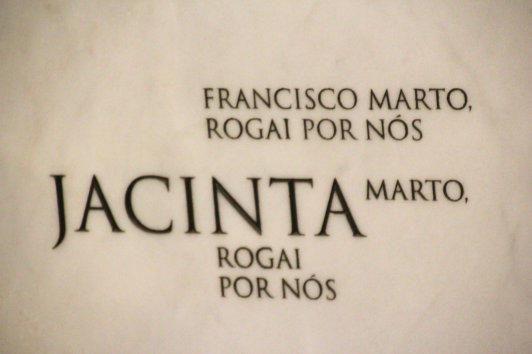 FRANCISCO MARTO,
ROGAI POR NÓS
JACINTA MARTO,
ROGAI
POR NÓS